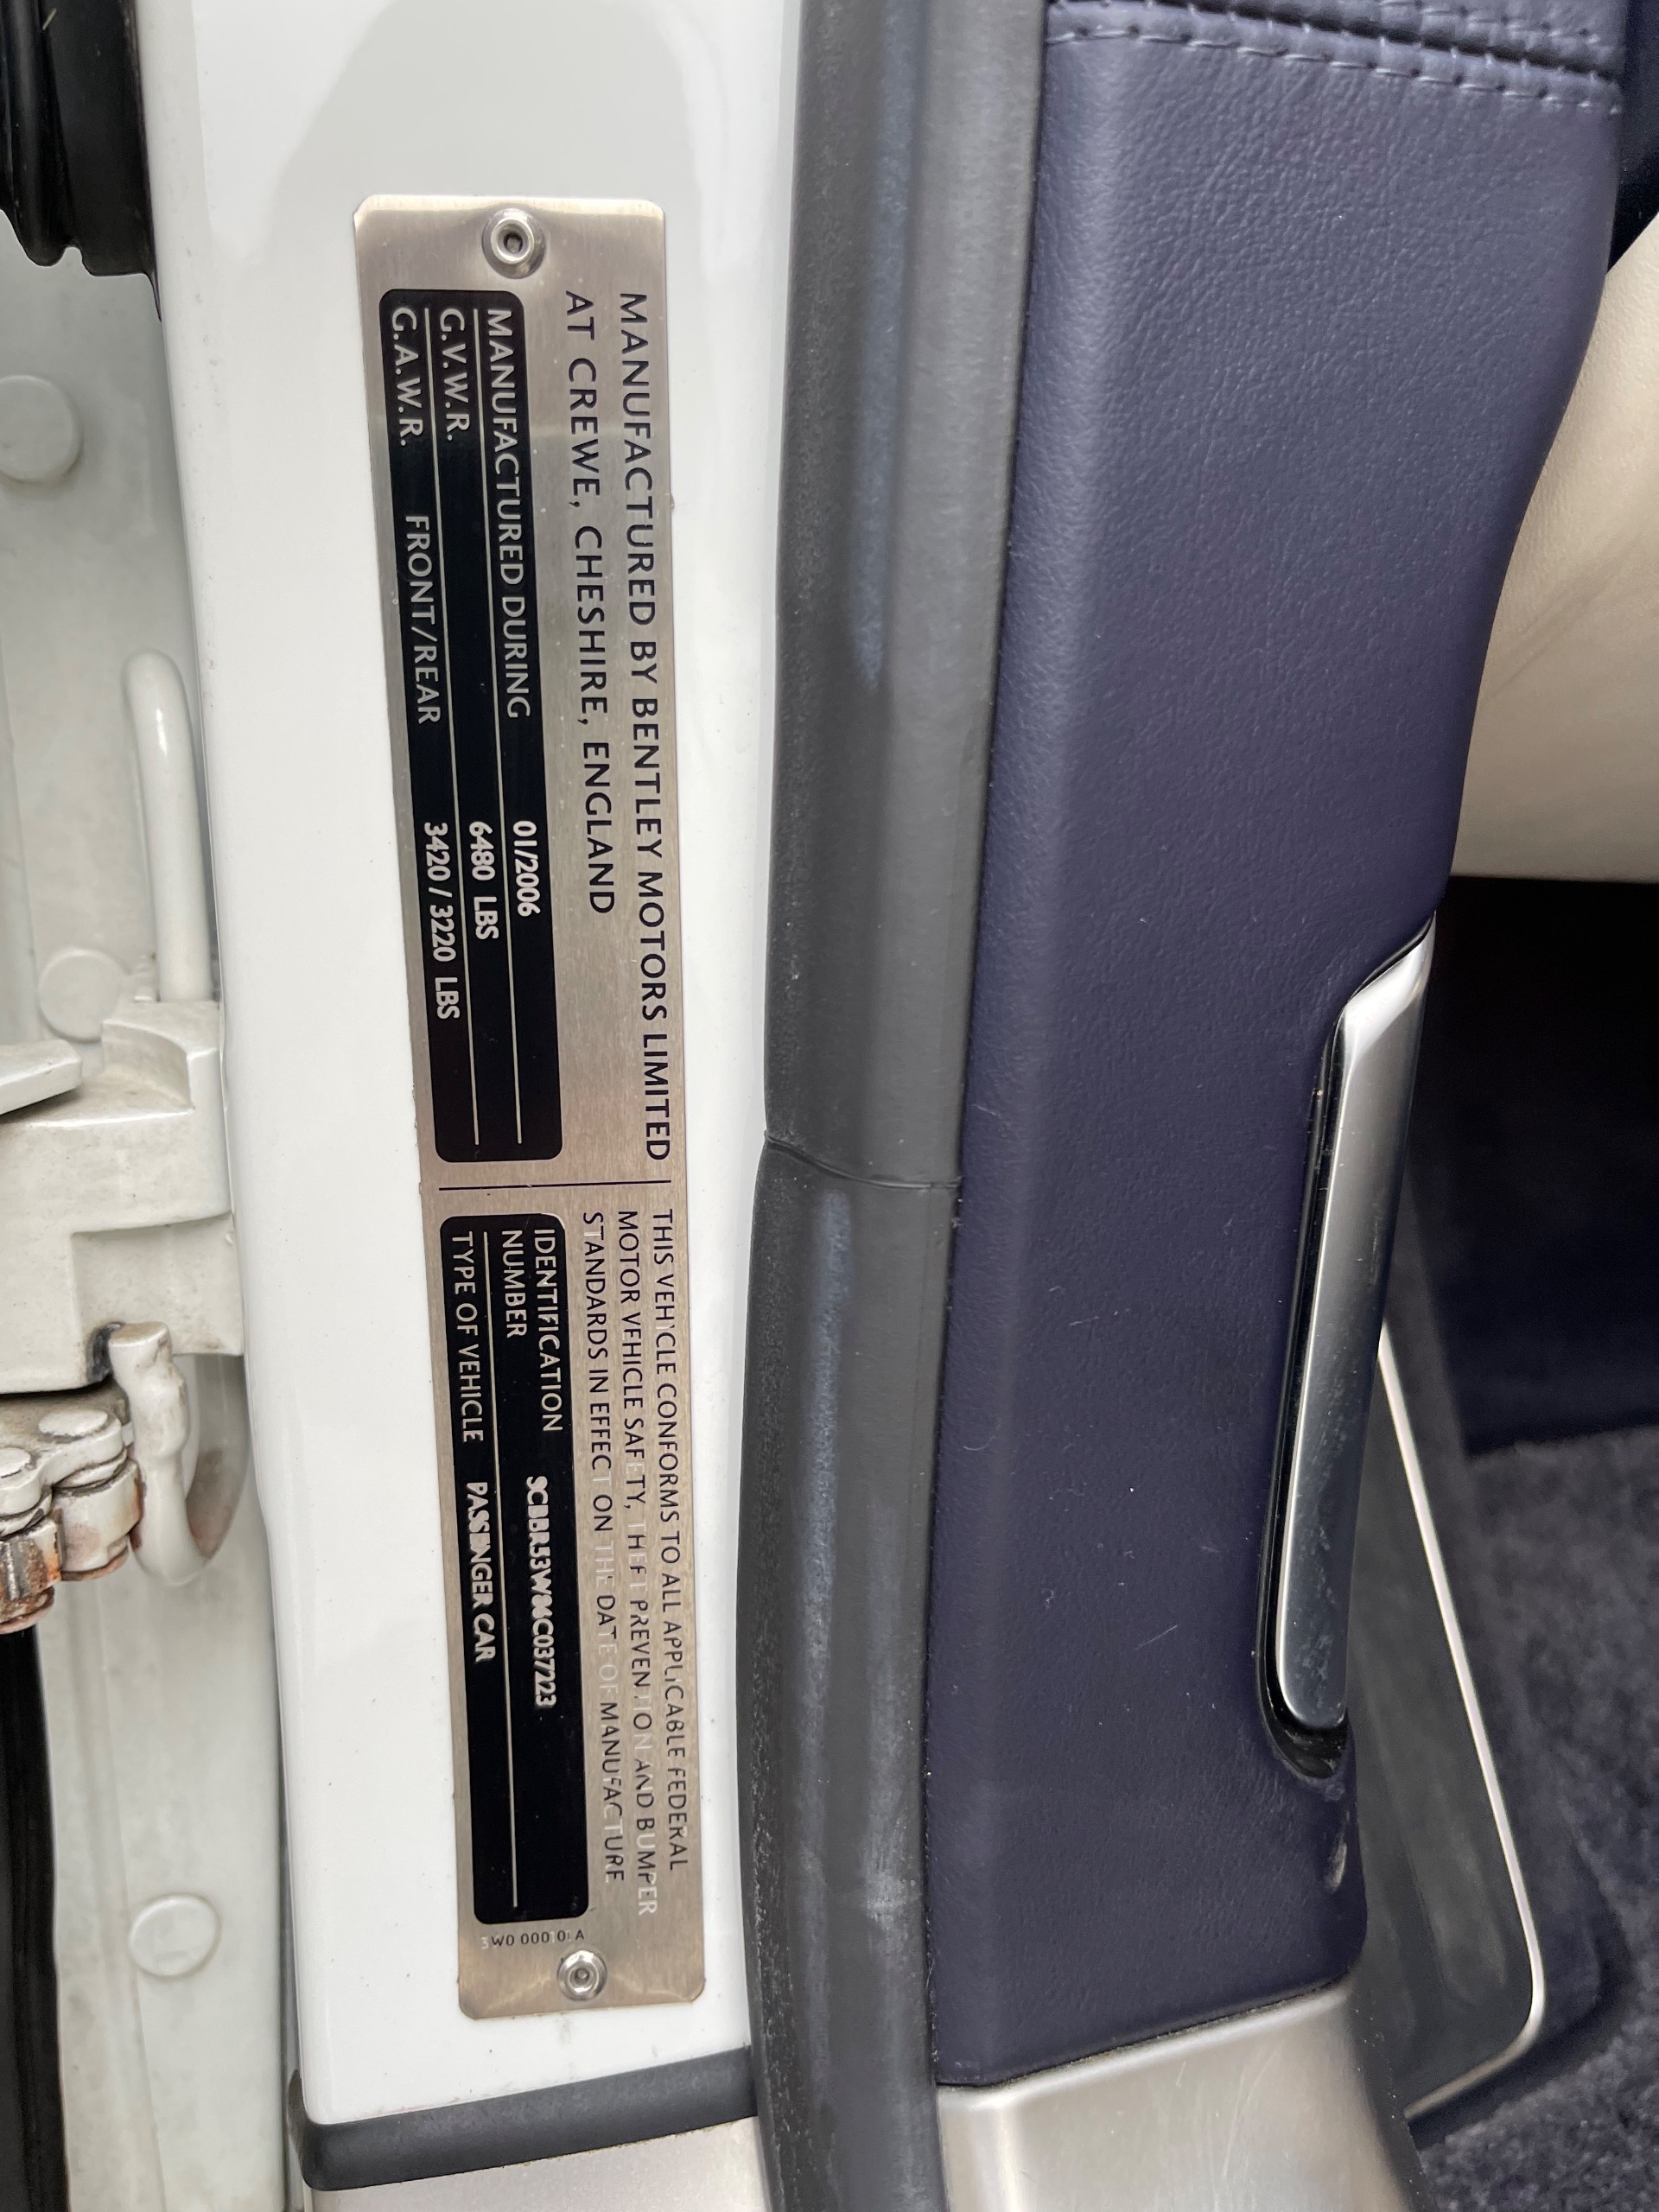 MANUFACTURED BY BENTLEY MOTORS LIMITED
AT CREWE, CHESHIRE, ENGLAND
MANUFACTURED DURING 01/2006
G.V.W.R. 6480 LBS
G.A.W.R. FRONT/REAR 3420 / 3220 LBS
THIS VEHICLE CONFORMS TO ALL APPLICABLE FEDERAL
MOTOR VEHICLE SAFETY, THEFT PREVENTION AND BUMPER
STANDARDS IN EFFECT ON THE DATE OF MANUFACTURE
IDENTIFICATION
NUMBER SCBBR53W86C037223
TYPE OF VEHICLE PASSENGER CAR
3W0 000 101 A